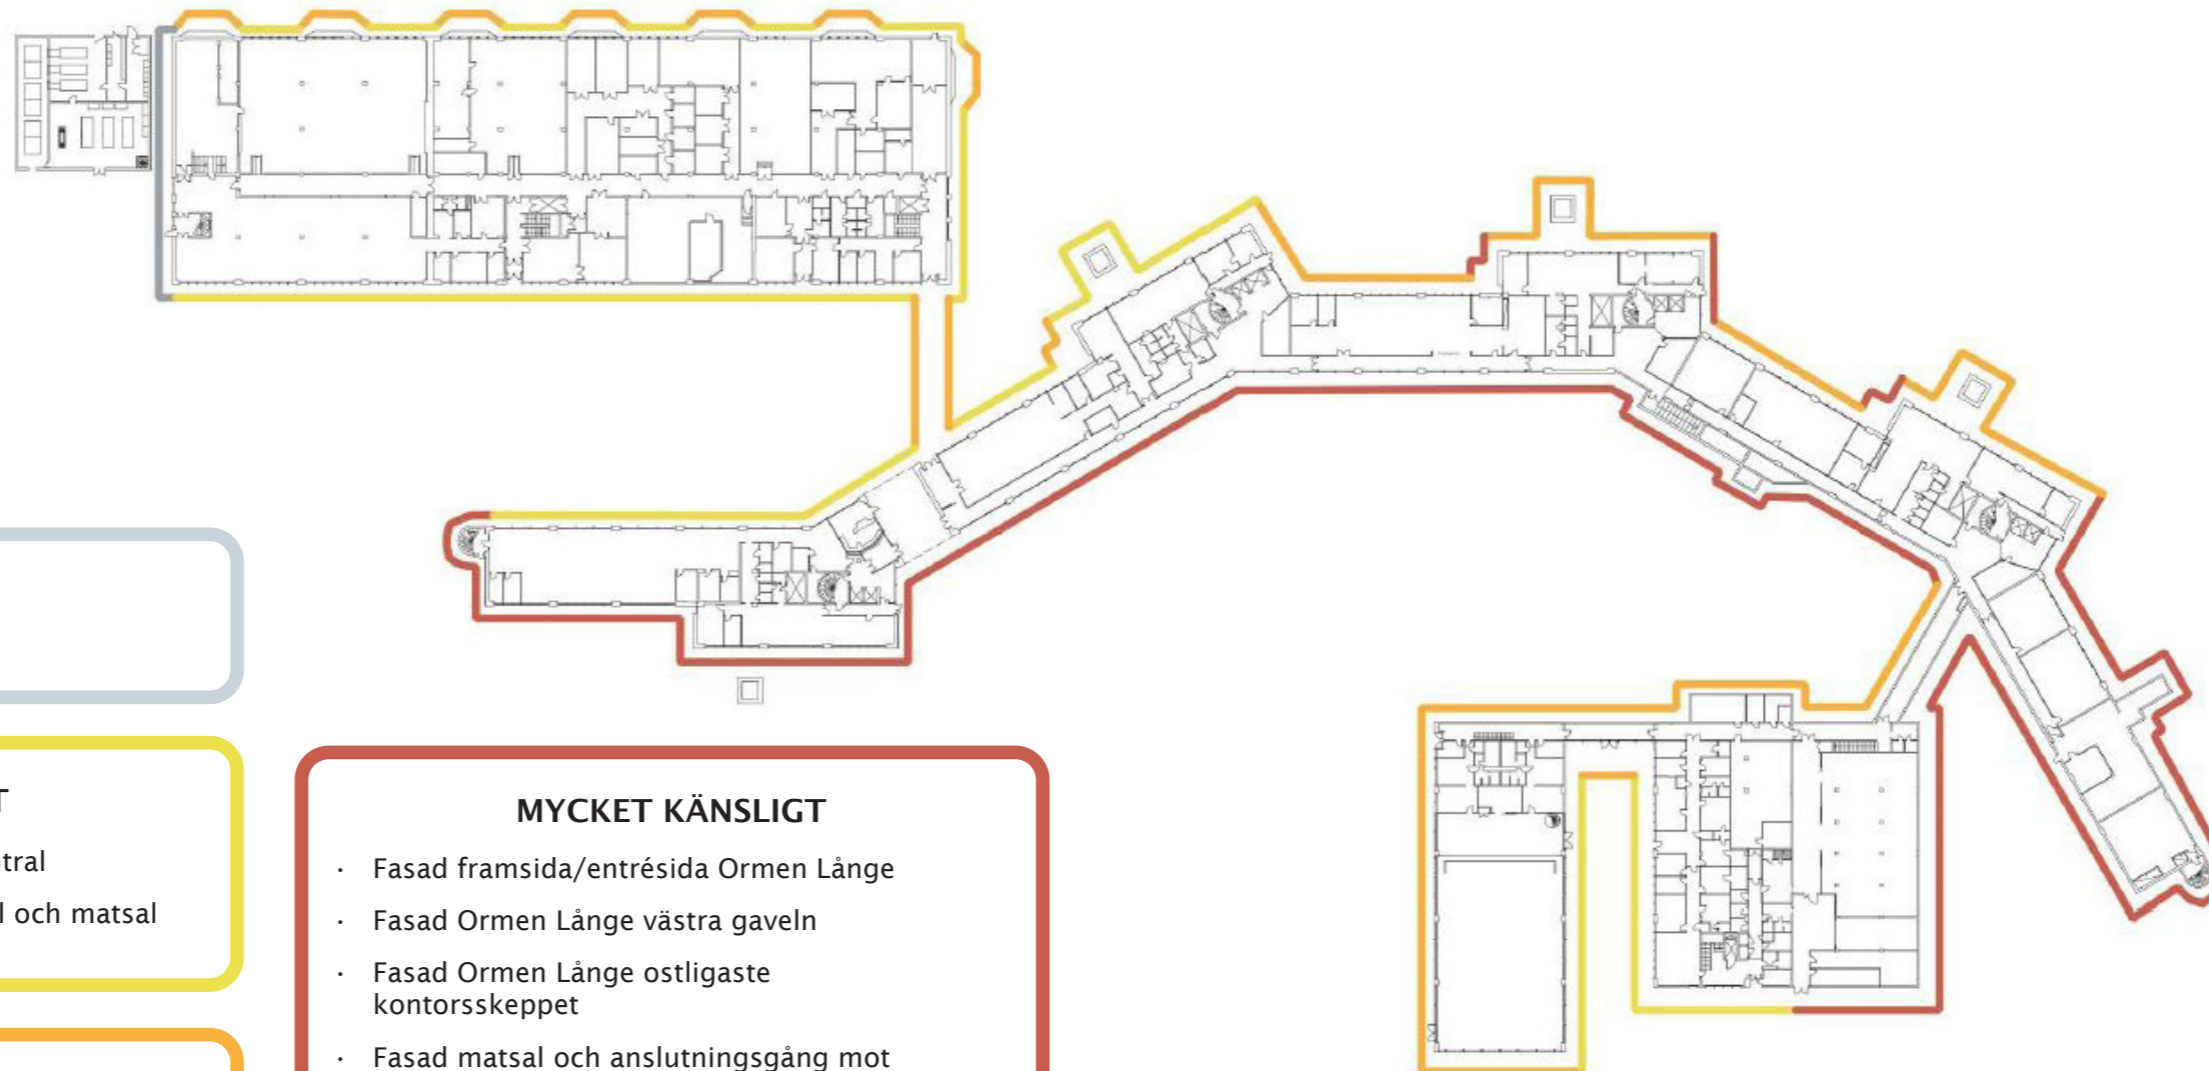 T
tral
l och matsal
MYCKET KÄNSLIGT
· Fasad framsida/entrésida Ormen Långe
· Fasad Ormen Långe västra gaveln
· Fasad Ormen Långe ostligaste
kontorsskeppet
· Fasad matsal och anslutningsgång mot